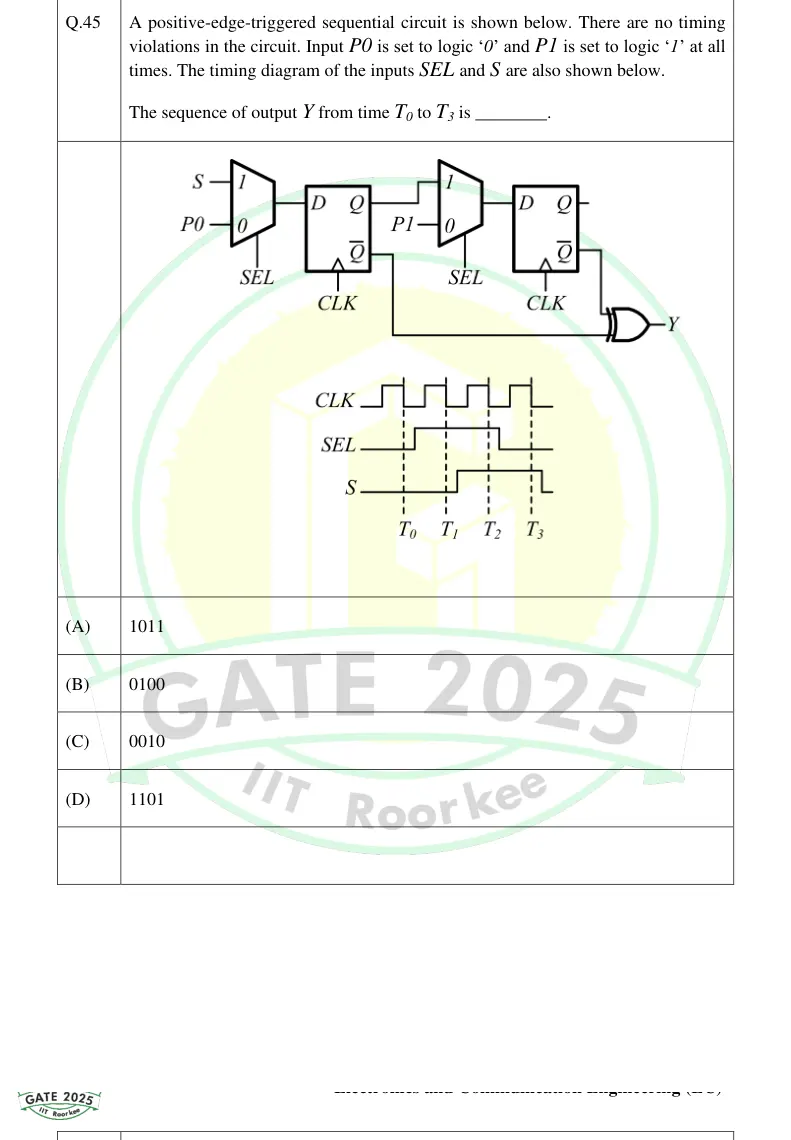 Q.45 A positive-edge-triggered sequential circuit is shown below. There are no timing
violations in the circuit. Input P0 is set to logic ‘0’ and P1 is set to logic ‘1’ at all
times. The timing diagram of the inputs SEL and S are also shown below.
The sequence of output Y from time T0 to T3 is ________.
S 1 1
D Q D Q
P0 0 P1 0
Q̅ Q̅
SEL SEL
CLK CLK
Y
CLK
SEL
S
T0 T1 T2 T3
(A) 1011
(B) 0100
(C) 0010
(D) 1101
GATE 2025
IIT Roorkee
GATE 2025
IIT Roorkee